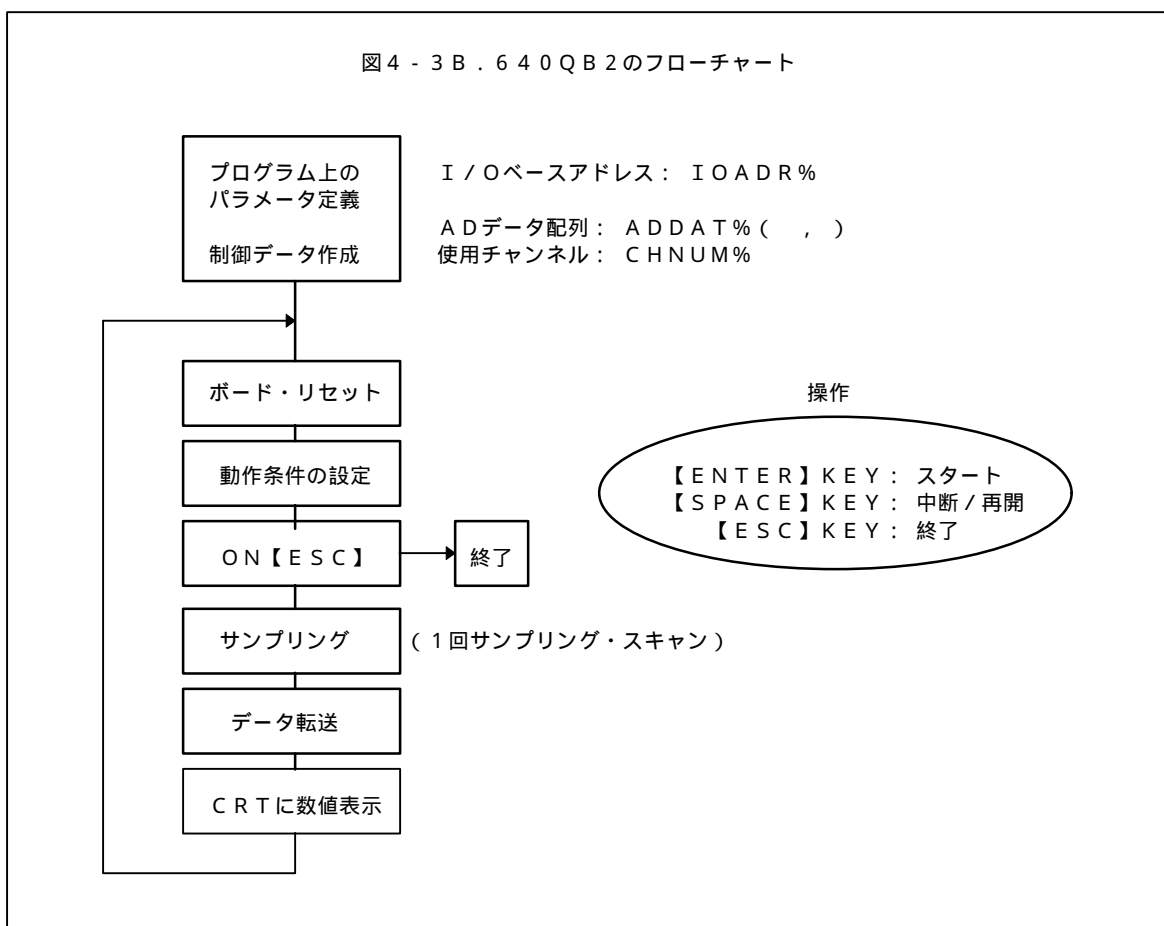 図４-３Ｂ．６４０ＱＢ２のフローチャート
プログラム上の
パラメータ定義
制御データ作成
Ｉ／Ｏベースアドレス： ＩＯＡＤＲ％
ＡＤデータ配列： ＡＤＤＡＴ％（　，　）
使用チャンネル： ＣＨＮＵＭ％
ボード・リセット
動作条件の設定
ＯＮ【ＥＳＣ】
終了
サンプリング
（１回サンプリング・スキャン）
データ転送
ＣＲＴに数値表示
操作
【ＥＮＴＥＲ】ＫＥＹ： スタート
【ＳＰＡＣＥ】ＫＥＹ： 中断／再開
【ＥＳＣ】ＫＥＹ： 終了